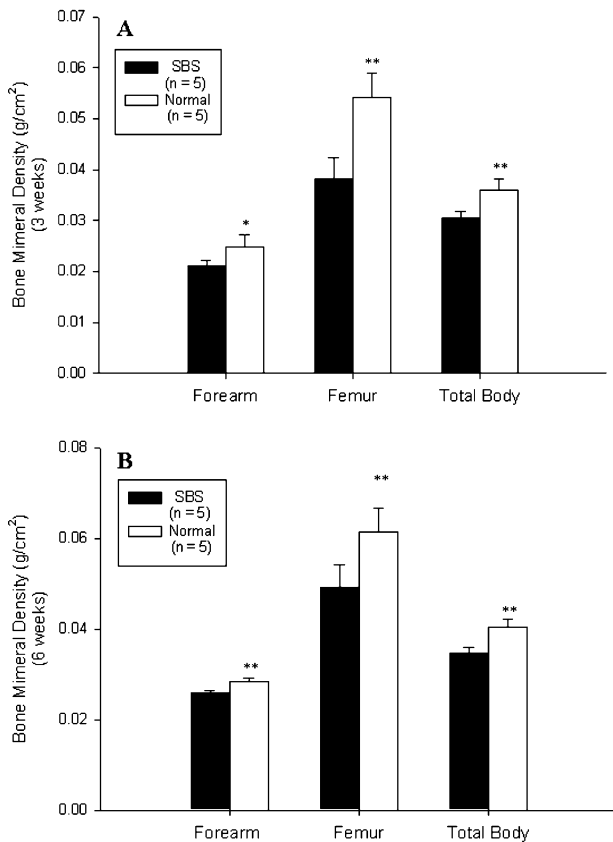 A
SBS
(n = 5)
Normal
(n = 5)
Bone Mimeral Density (g/cm²)
(3 weeks)
0.07
0.06
0.05
0.04
0.03
0.02
0.01
0.00
*
**
**
Forearm
Femur
Total Body
B
SBS
(n = 5)
Normal
(n = 5)
Bone Mimeral Density (g/cm²)
(6 weeks)
0.08
0.06
0.04
0.02
0.00
**
**
**
Forearm
Femur
Total Body